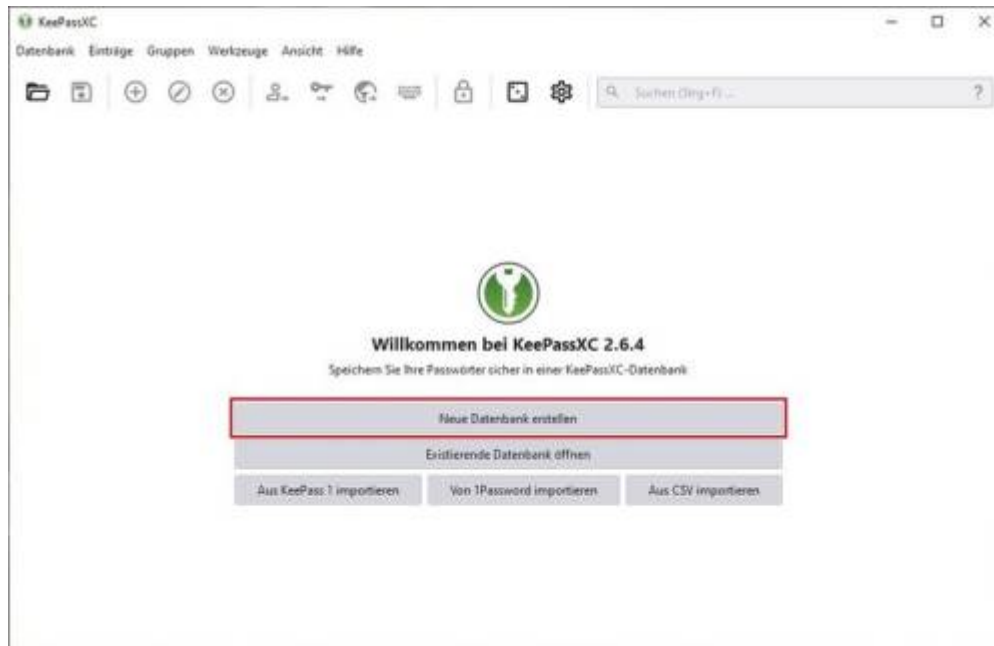 KeePassXC
Datenbank Einträge Gruppen Werkzeuge Ansicht Hilfe
Suchen (Strg+F) ... ?
Willkommen bei KeePassXC 2.6.4
Speichern Sie Ihre Passwörter sicher in einer KeePassXC-Datenbank
Neue Datenbank erstellen
Existierende Datenbank öffnen
Aus KeePass 1 importieren Von 1Password importieren Aus CSV importieren